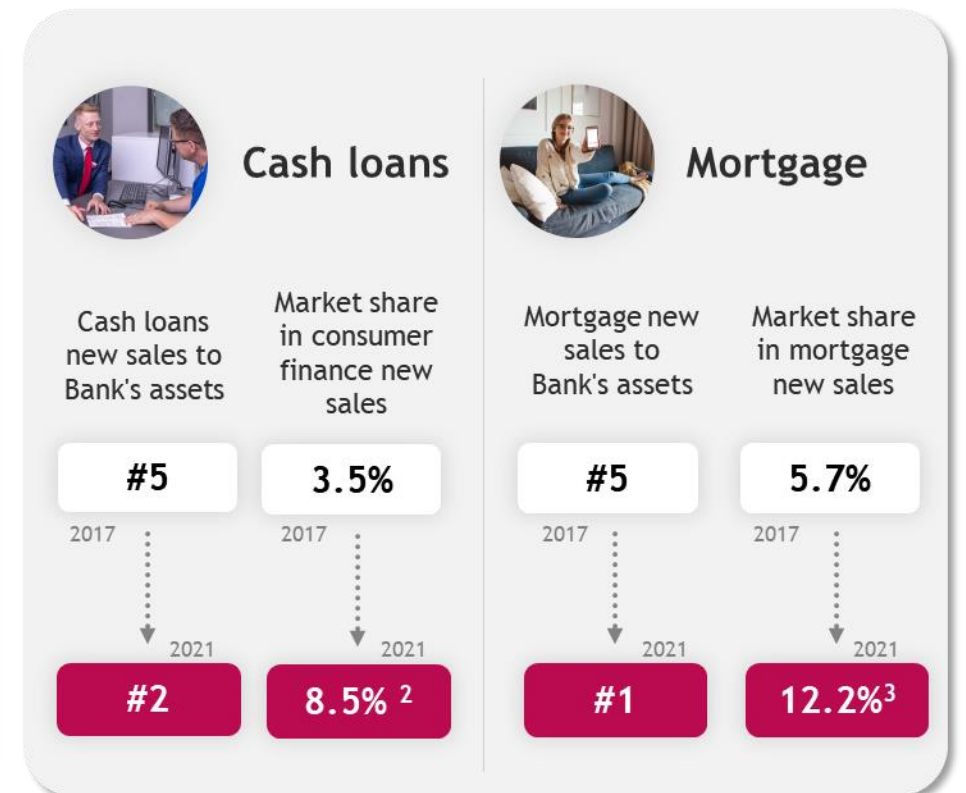 Cash loans
Mortgage
Cash loans
new sales to
Bank's assets
Market share
in consumer
finance new
sales
Mortgage new
sales to
Bank's assets
Market share
in mortgage
new sales
#5
3.5%
#5
5.7%
2017
2017
2017
2017
2021
2021
2021
2021
#2
8.5% 2
#1
12.2%3